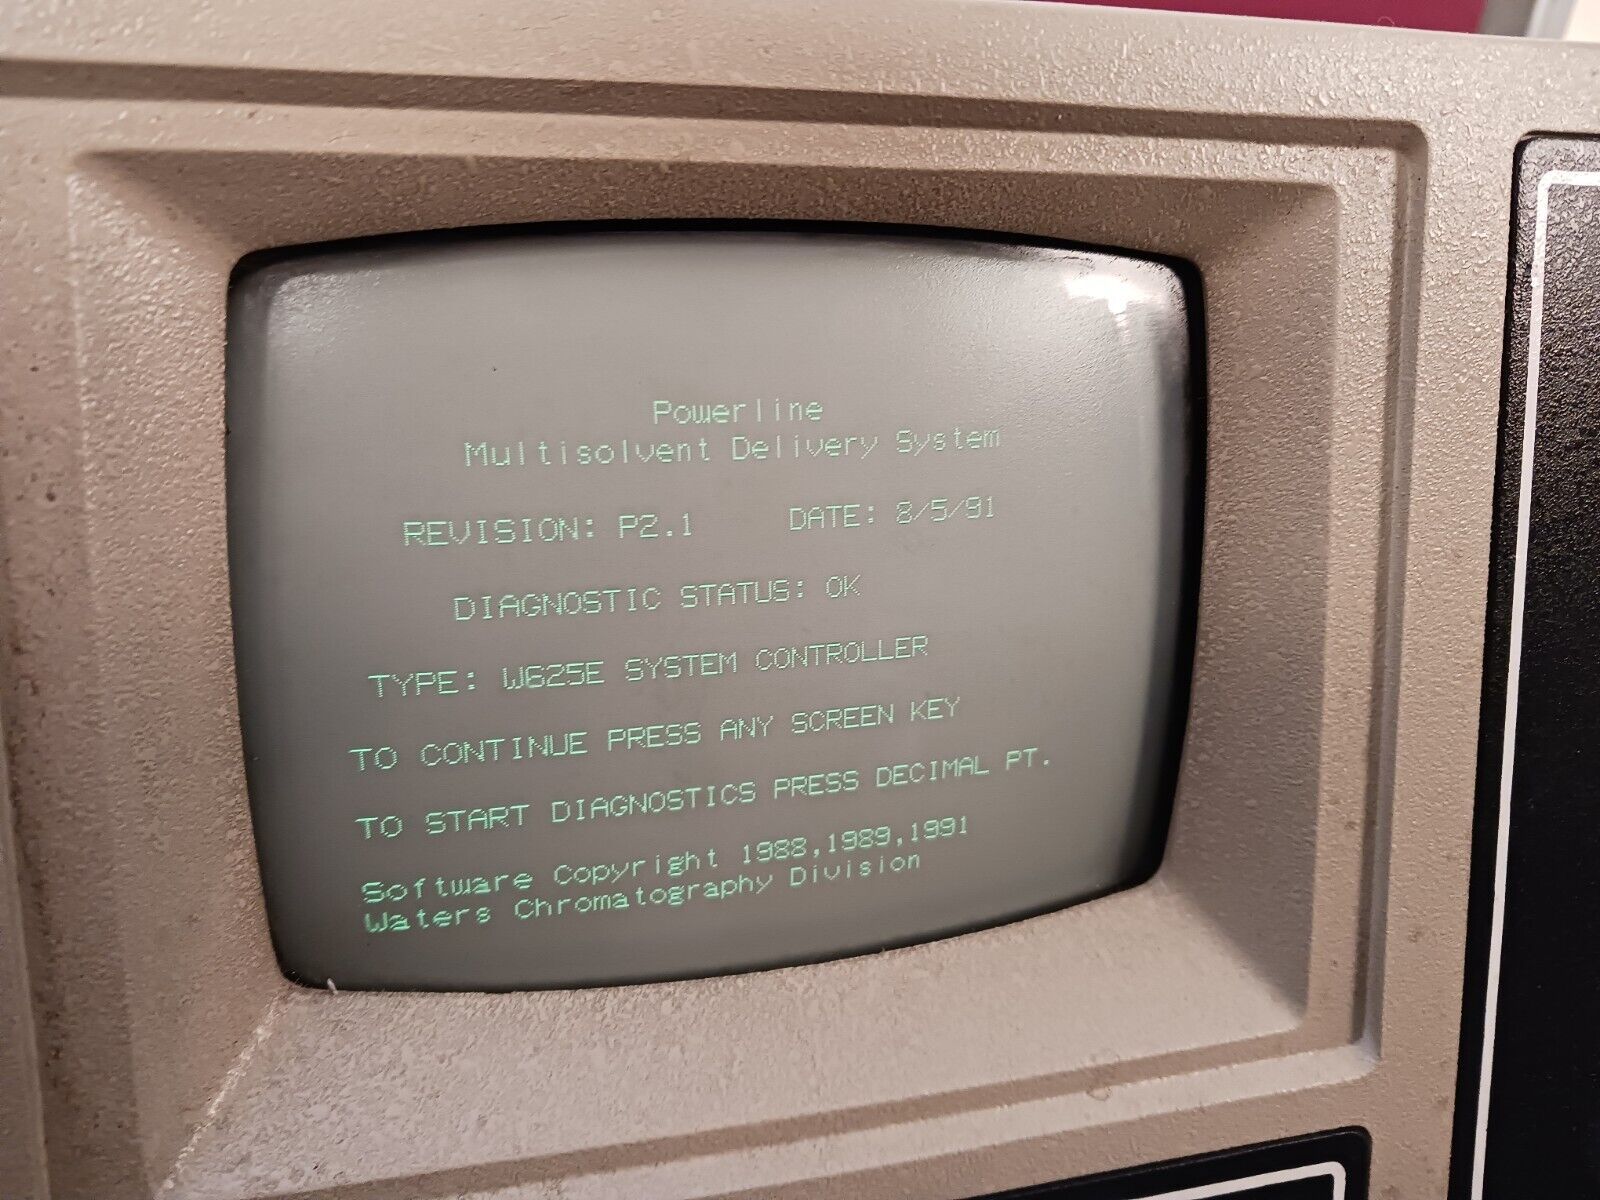 Powerline
Multisolvent Delivery System
REVISION: P2.1 DATE: 8/5/91
DIAGNOSTIC STATUS: OK
TYPE: W625E SYSTEM CONTROLLER
TO CONTINUE PRESS ANY SCREEN KEY
TO START DIAGNOSTICS PRESS DECIMAL PT.
Software Copyright 1988,1989,1991
Waters Chromatography Division